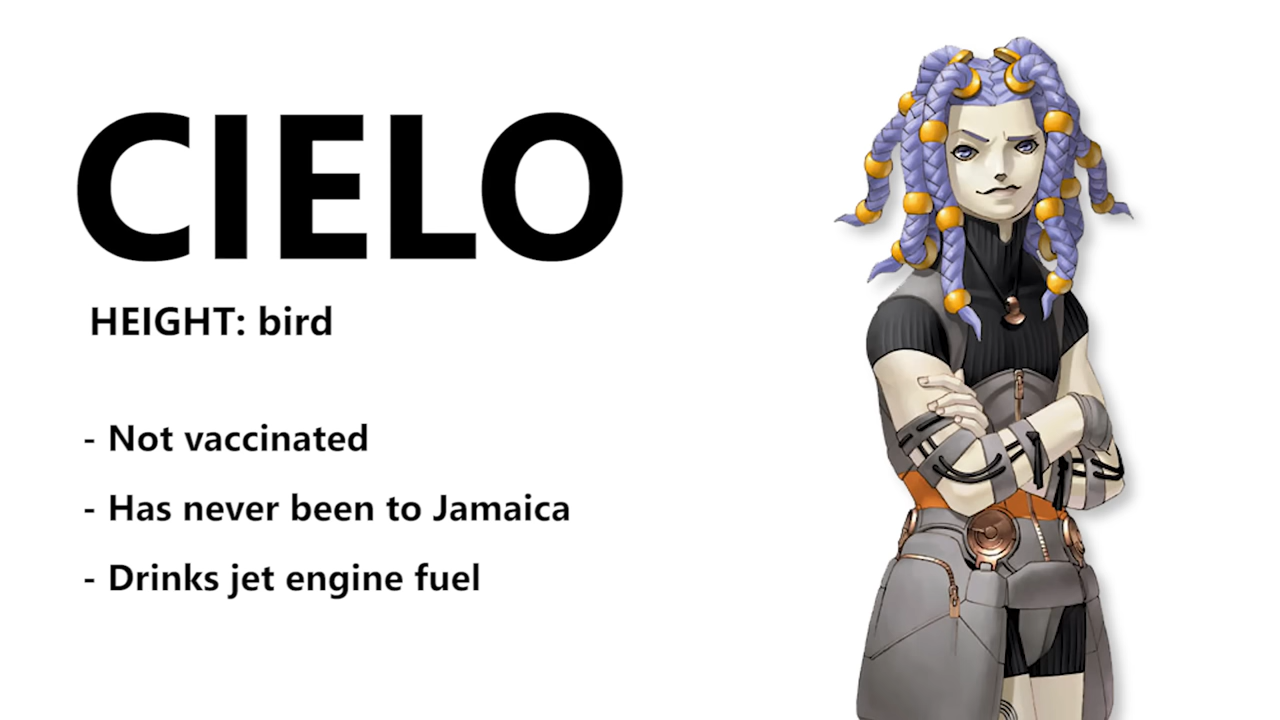 CIELO
HEIGHT: bird
- Not vaccinated
- Has never been to Jamaica
- Drinks jet engine fuel